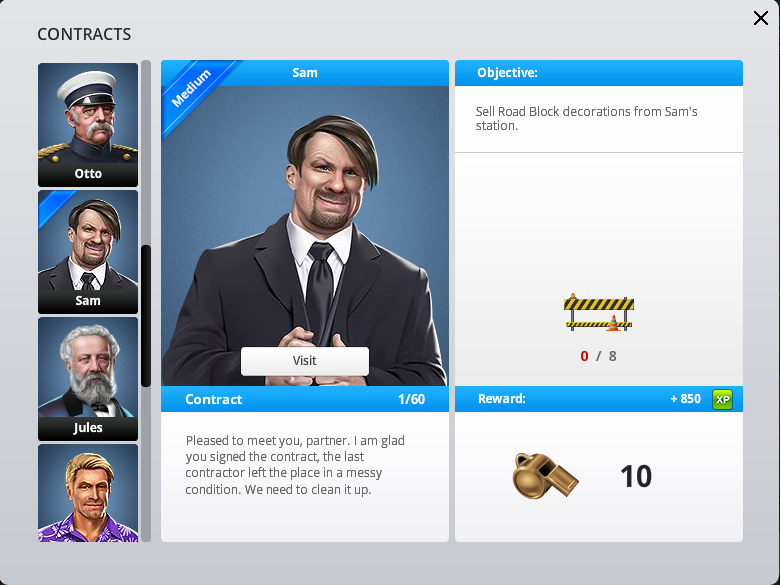 CONTRACTS
Otto
Sam
Jules
Medium
Sam
Visit
Contract 1/60
Pleased to meet you, partner. I am glad
you signed the contract, the last
contractor left the place in a messy
condition. We need to clean it up.
Objective:
Sell Road Block decorations from Sam's
station.
0 / 8
Reward: + 850 XP
10